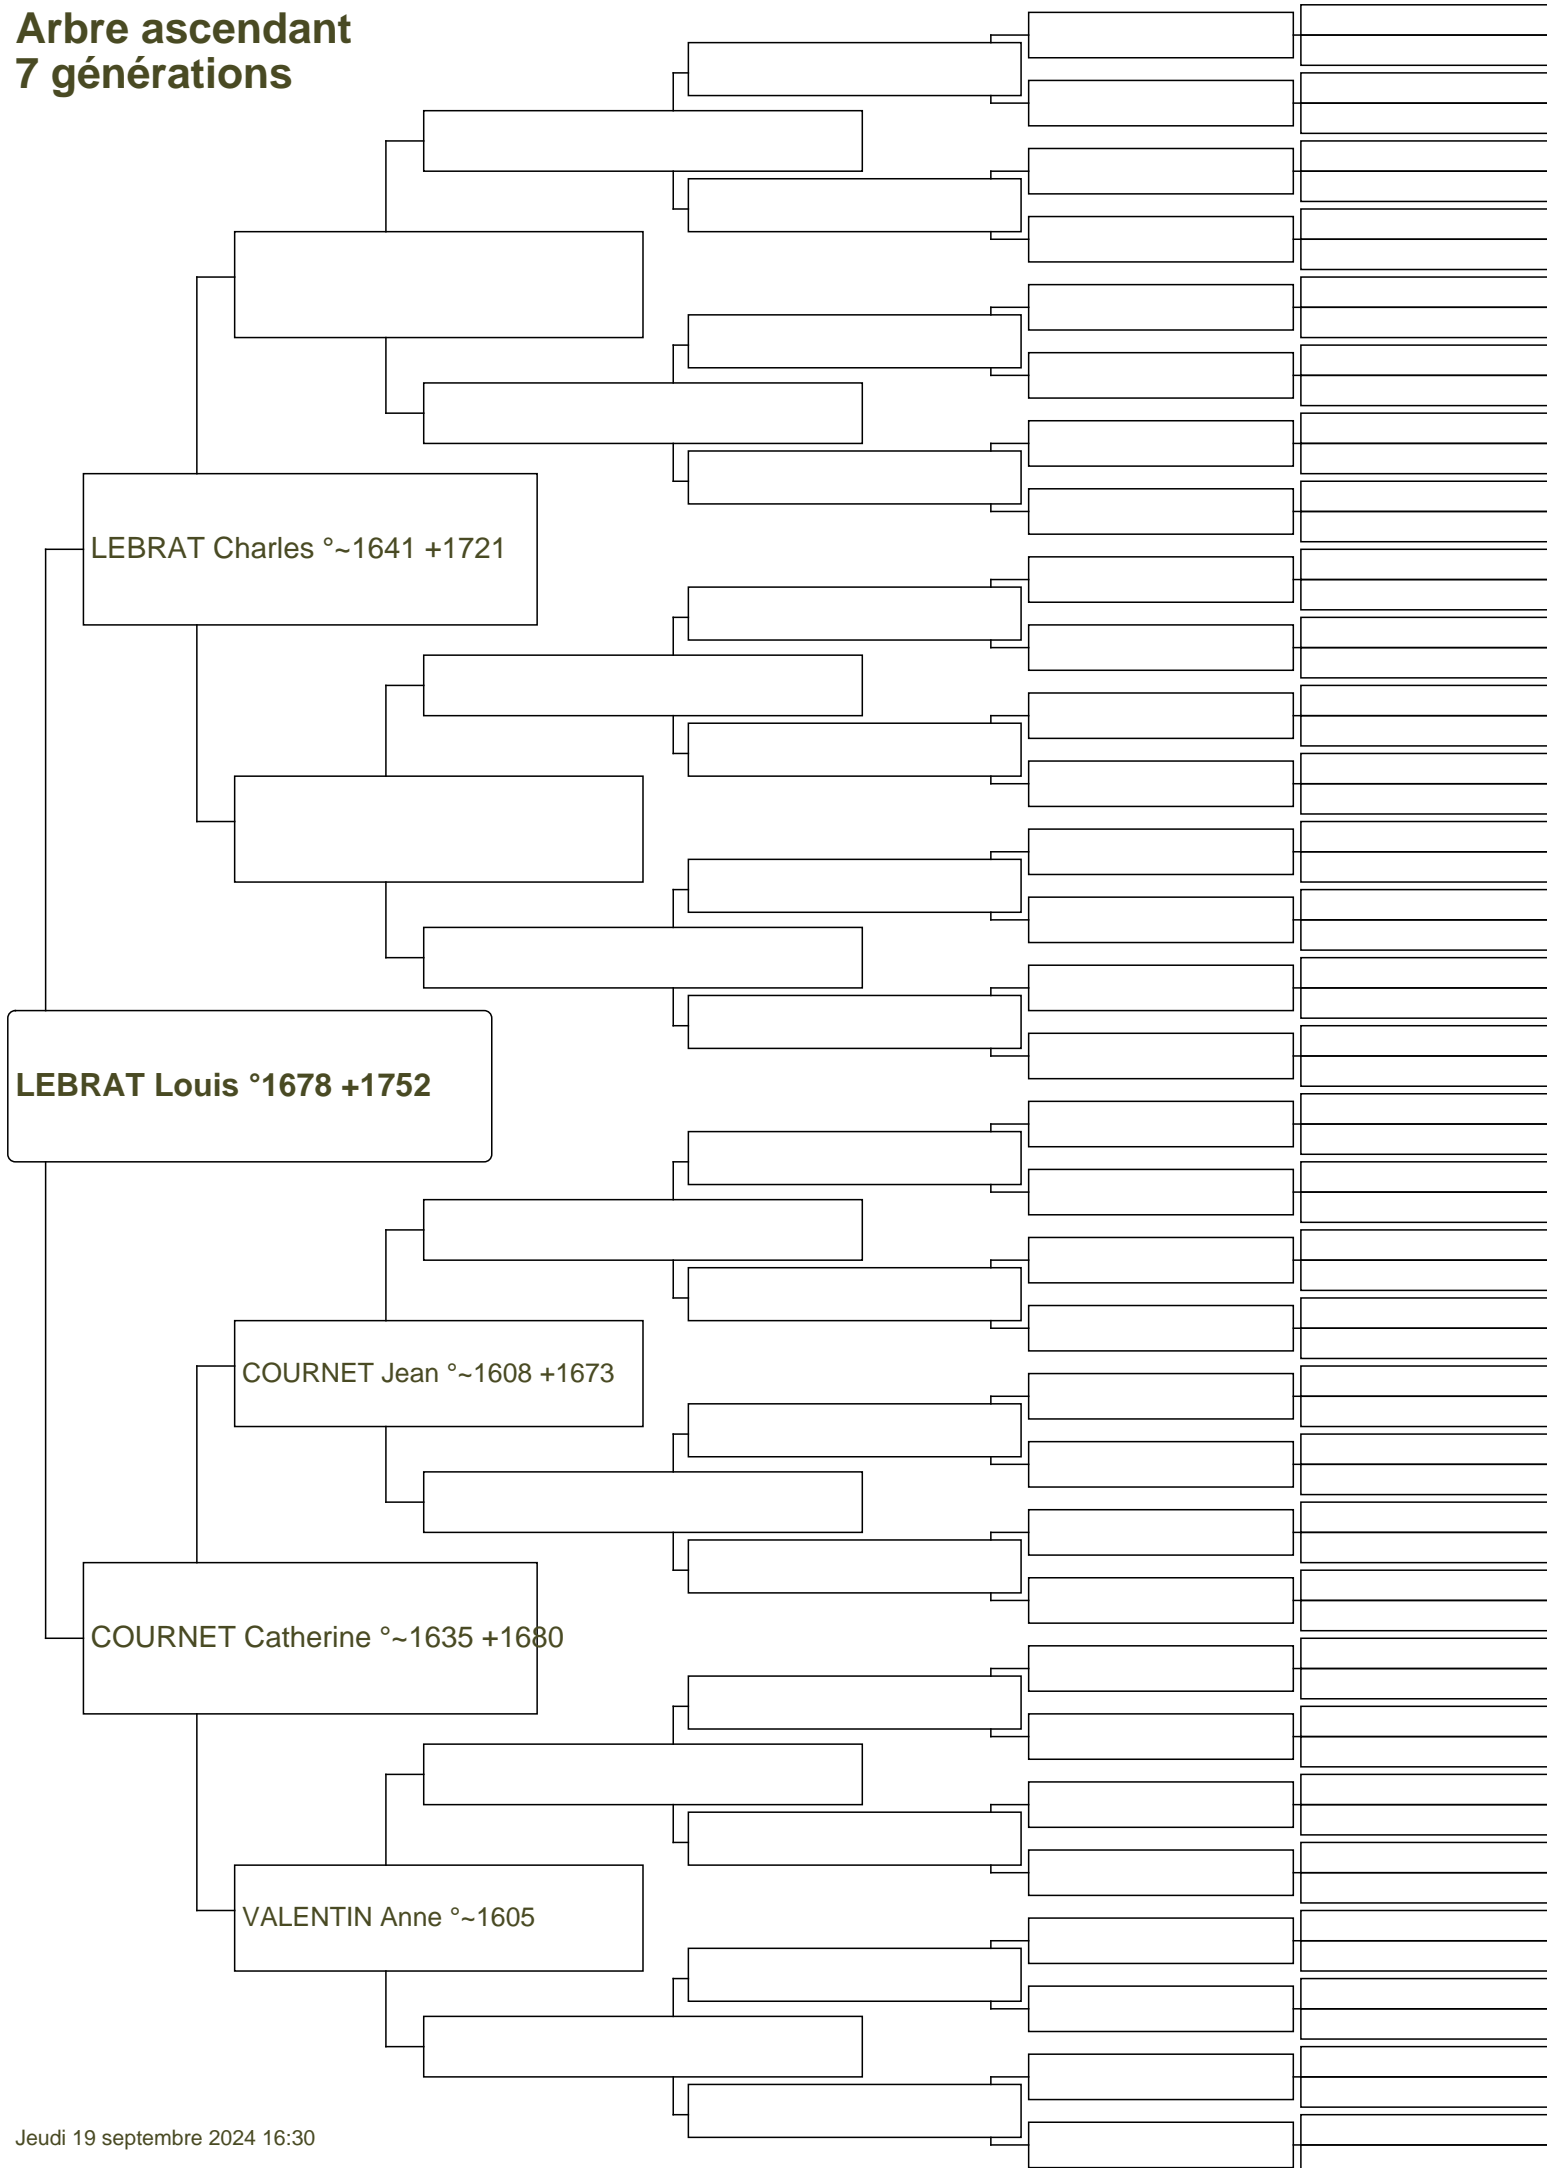 Arbre ascendant
7 générations
LEBRAT Charles °~1641 +1721
LEBRAT Louis °1678 +1752
COURNET Jean °~1608 +1673
COURNET Catherine °~1635 +1680
VALENTIN Anne °~1605
Jeudi 19 septembre 2024 16:30